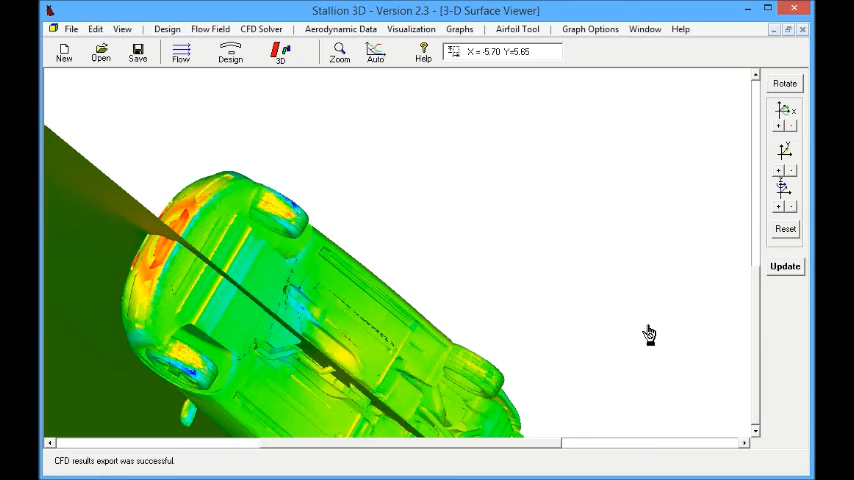 Stallion 3D - Version 2.3 - [3-D Surface Viewer]
File Edit View Design Flow Field CFD Solver Aerodynamic Data Visualization Graphs Airfoil Tool Graph Options Window Help
New Open Save Flow Design 3D Zoom Auto Help X = -5.70 Y=5.65
Rotate
X
+ -
Y
+ -
Z
+ -
Reset
Update
CFD results export was successful.